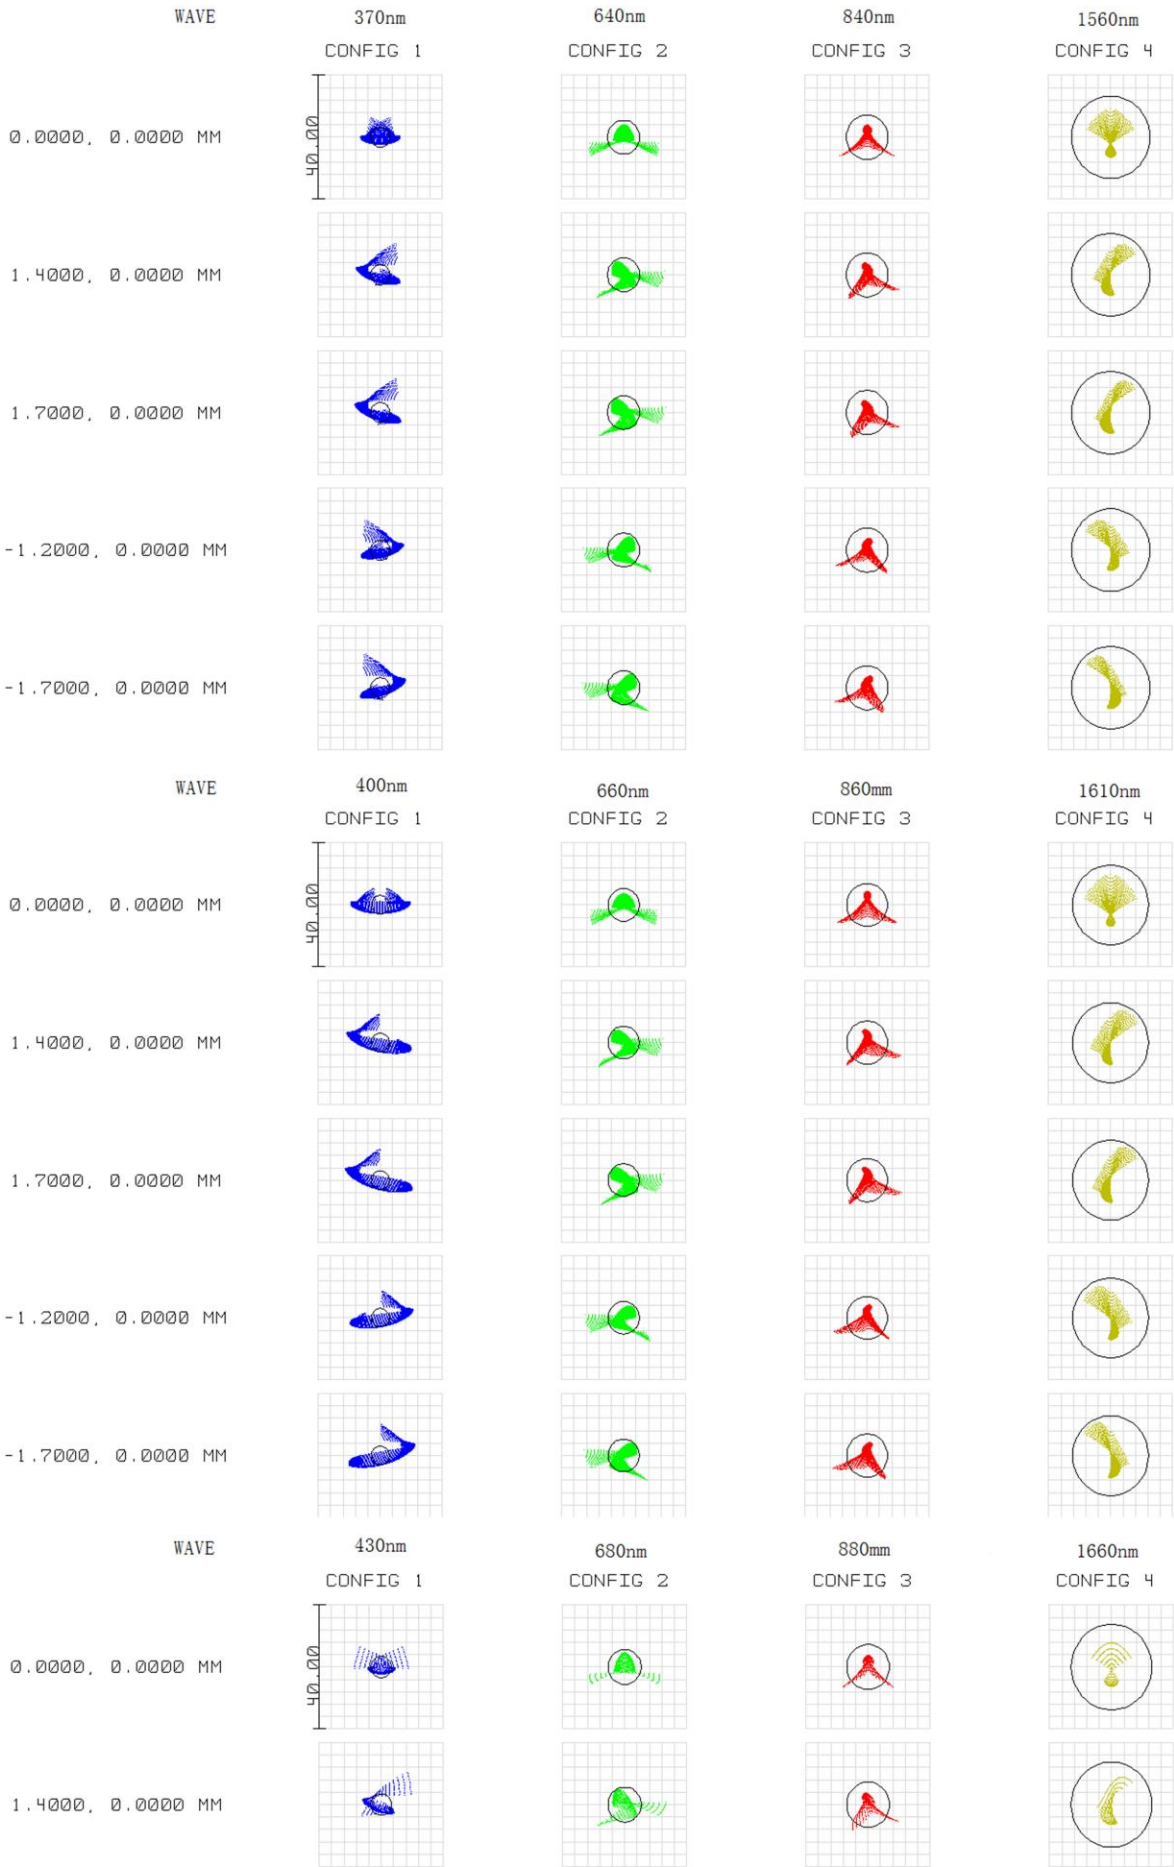 WAVE 370nm 640nm 840nm 1560nm
CONFIG 1 CONFIG 2 CONFIG 3 CONFIG 4
40.00
0.0000, 0.0000 MM
1.4000, 0.0000 MM
1.7000, 0.0000 MM
-1.2000, 0.0000 MM
-1.7000, 0.0000 MM
WAVE 400nm 660nm 860mm 1610nm
CONFIG 1 CONFIG 2 CONFIG 3 CONFIG 4
40.00
0.0000, 0.0000 MM
1.4000, 0.0000 MM
1.7000, 0.0000 MM
-1.2000, 0.0000 MM
-1.7000, 0.0000 MM
WAVE 430nm 680nm 880mm 1660nm
CONFIG 1 CONFIG 2 CONFIG 3 CONFIG 4
40.00
0.0000, 0.0000 MM
1.4000, 0.0000 MM